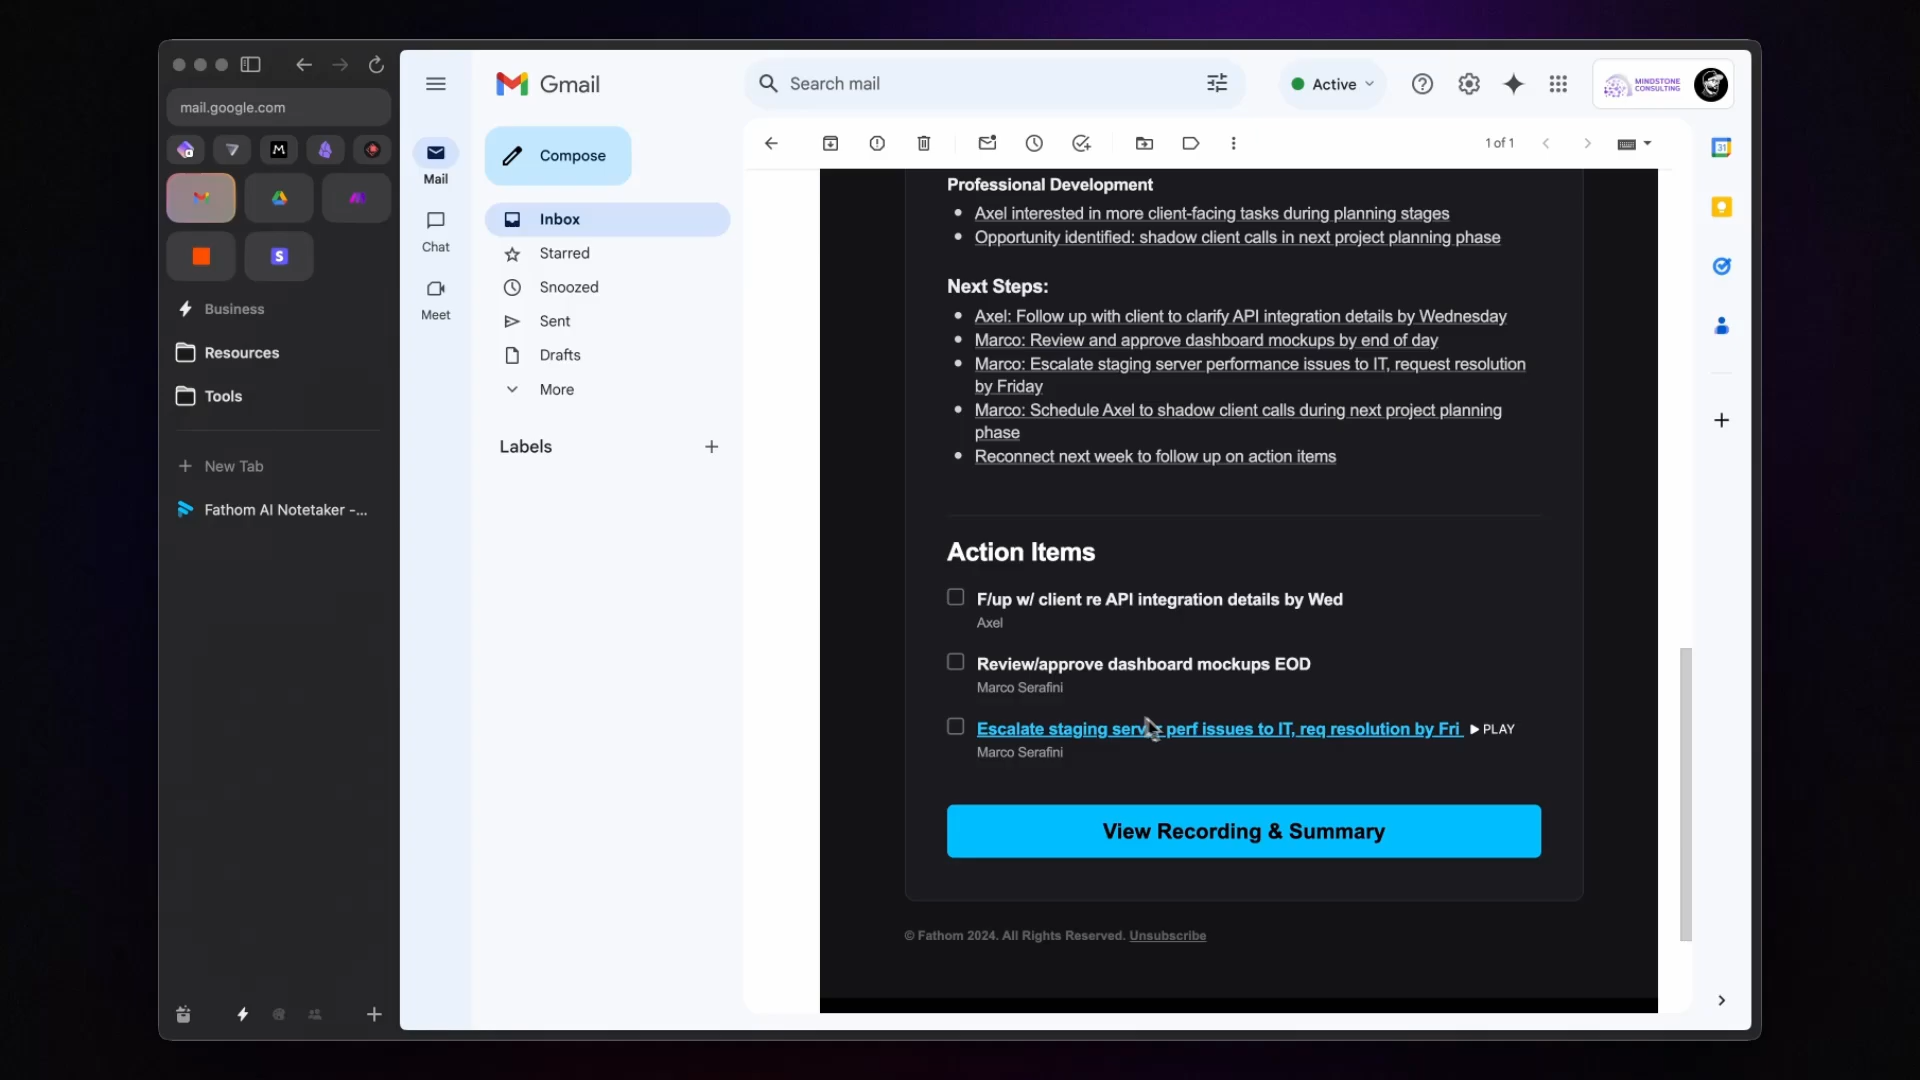 mail.google.com
M
S
Business
Resources
Tools
New Tab
Fathom AI Notetaker -...
Mail
Chat
Meet
Gmail
Compose
Inbox
Starred
Snoozed
Sent
Drafts
More
Labels
Search mail
Active
MINDSTONE
CONSULTING
1 of 1
31
Professional Development
Axel interested in more client-facing tasks during planning stages
Opportunity identified: shadow client calls in next project planning phase
Next Steps:
Axel: Follow up with client to clarify API integration details by Wednesday
Marco: Review and approve dashboard mockups by end of day
Marco: Escalate staging server performance issues to IT, request resolution
by Friday
Marco: Schedule Axel to shadow client calls during next project planning
phase
Reconnect next week to follow up on action items
Action Items
F/up w/ client re API integration details by Wed
Axel
Review/approve dashboard mockups EOD
Marco Serafini
Escalate staging server perf issues to IT, req resolution by Fri PLAY
Marco Serafini
View Recording & Summary
© Fathom 2024. All Rights Reserved. Unsubscribe